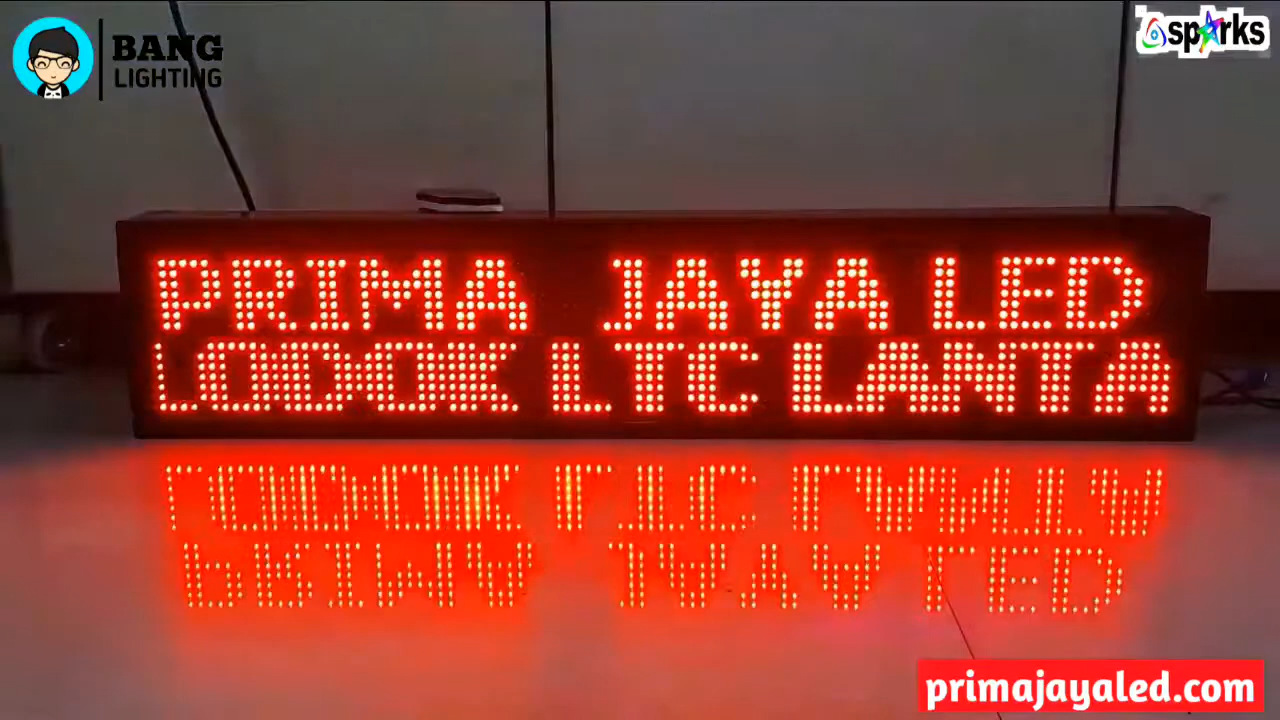 BANG
LIGHTING
sparks
PRIMA JAYA LED
LODOK LTC LANTA
primajayaled.com